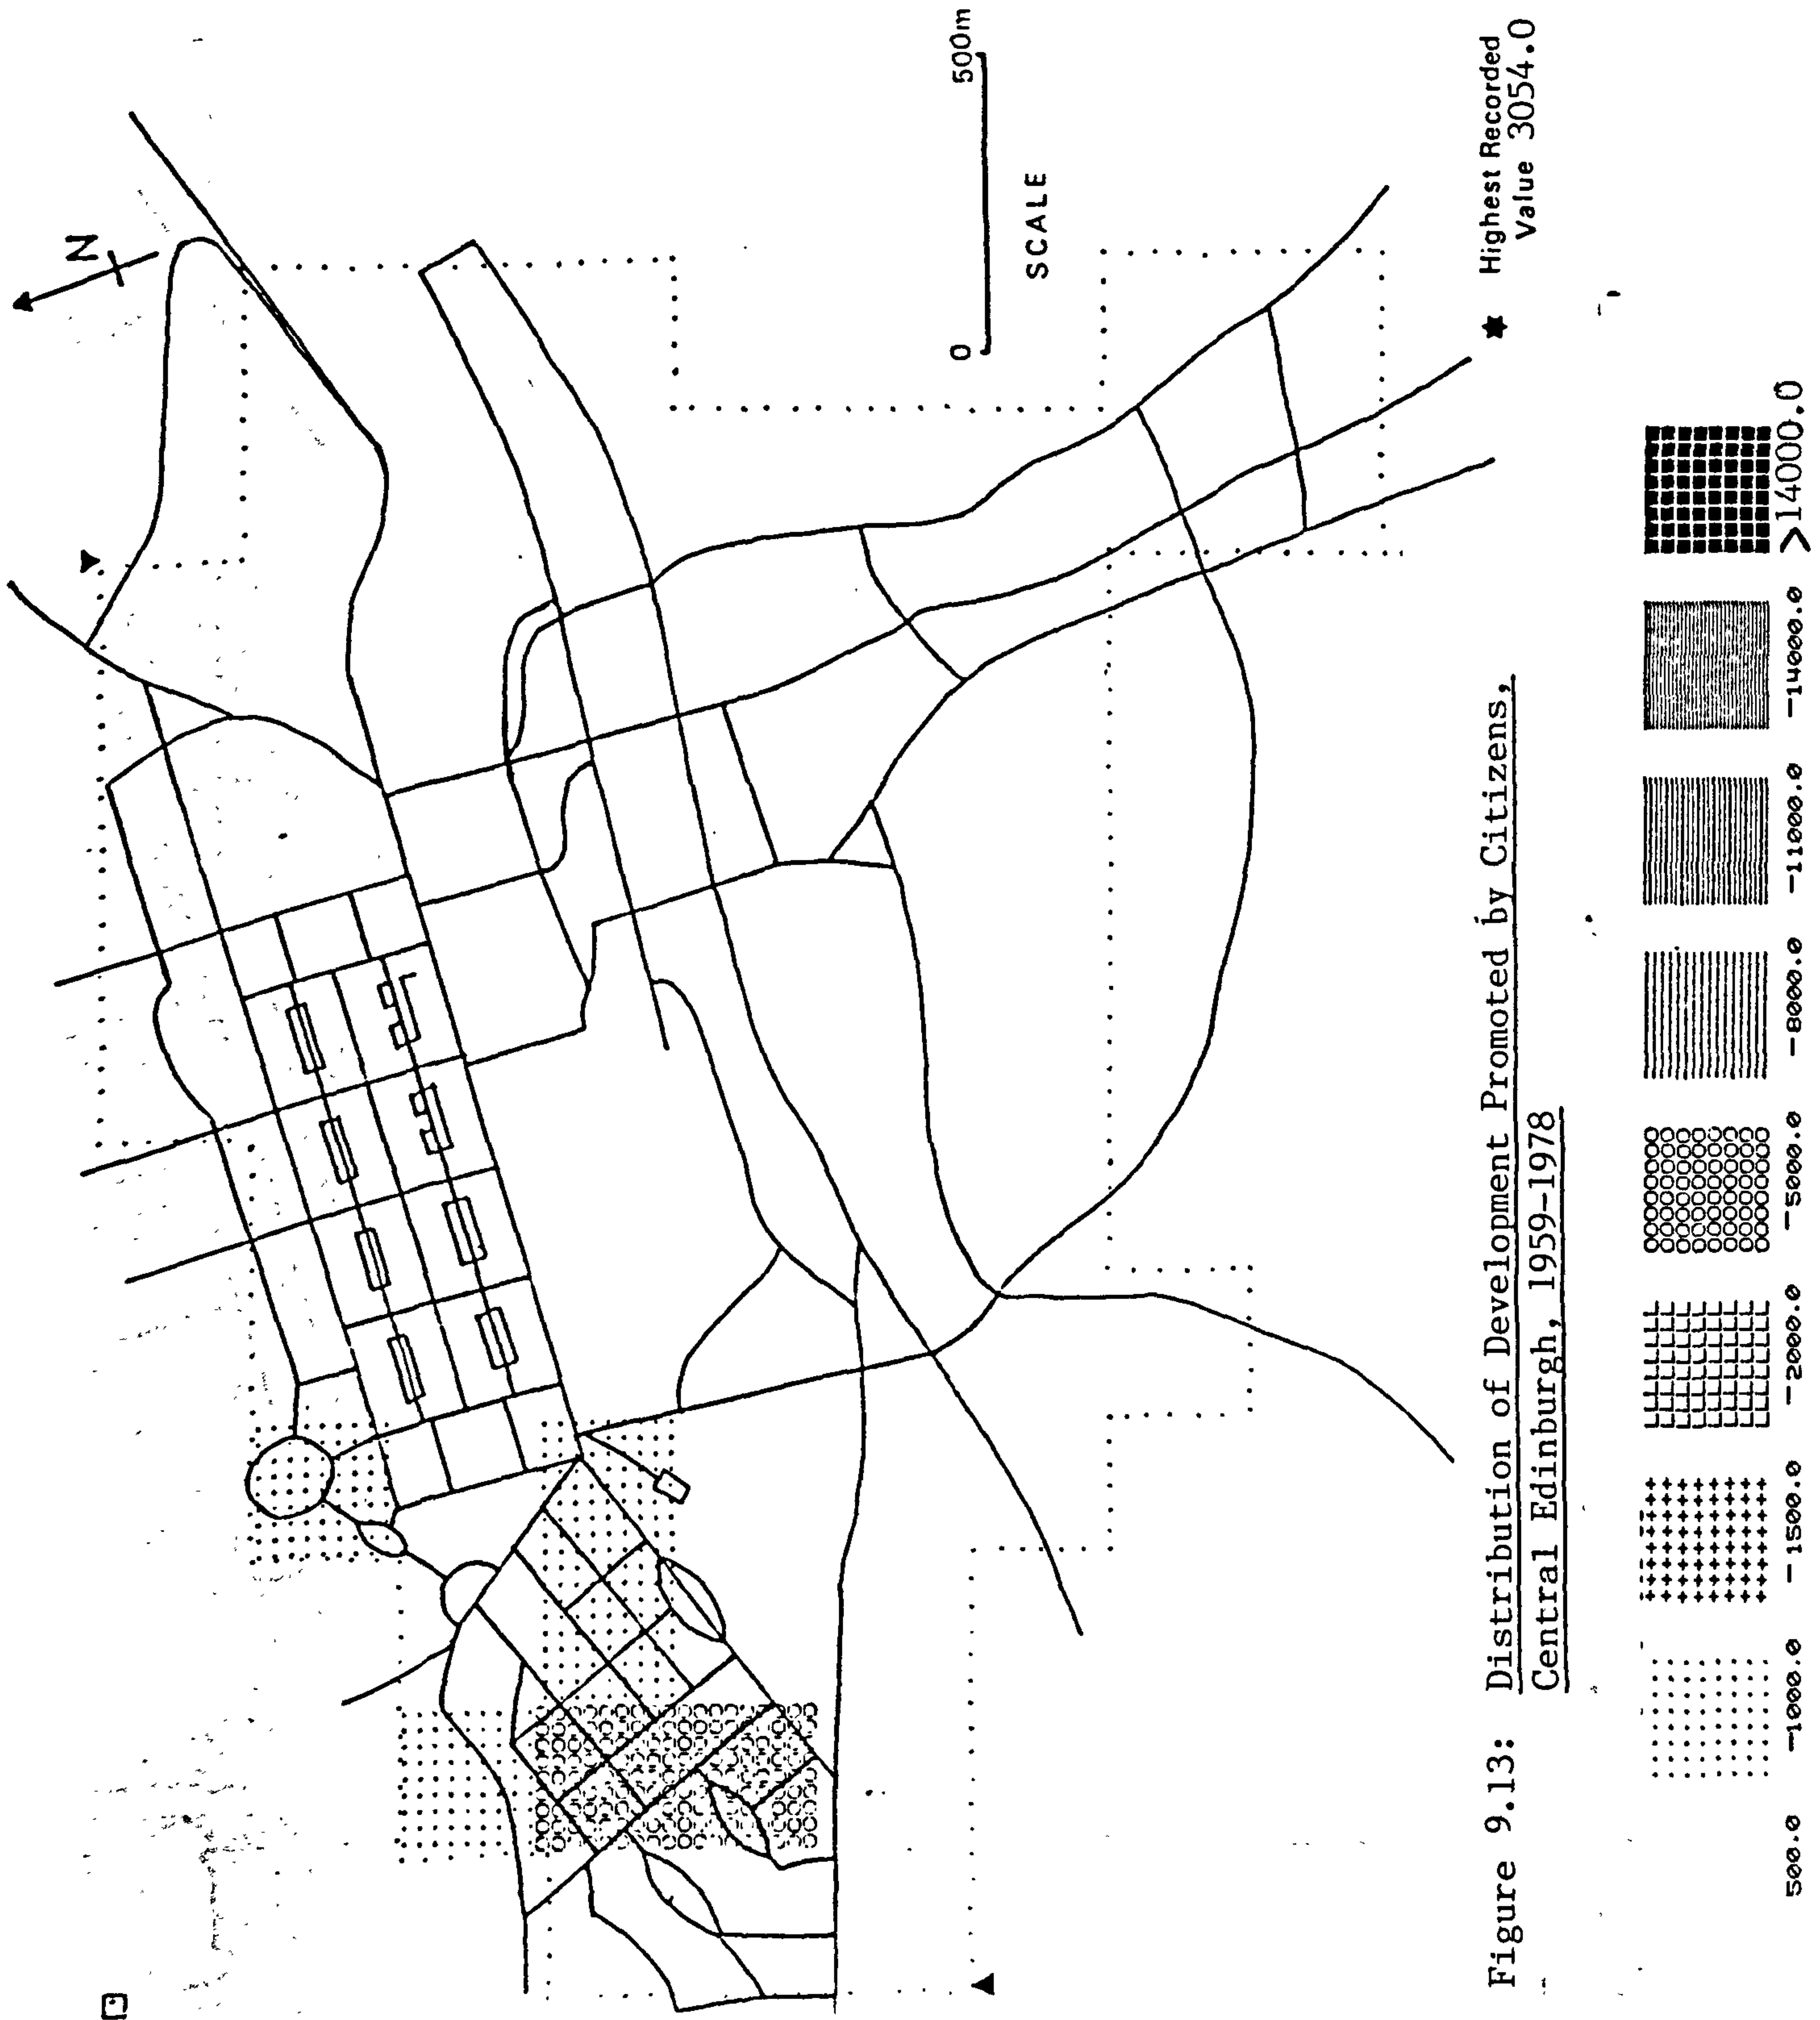 N
0 500m
SCALE
★ Highest Recorded
Value 3054.0
Figure 9.13: Distribution of Development Promoted by Citizens,
Central Edinburgh, 1959-1978
500.0 -1000.0 -1500.0 -2000.0 -5000.0 -8000.0 -11000.0 -14000.0 >14000.0